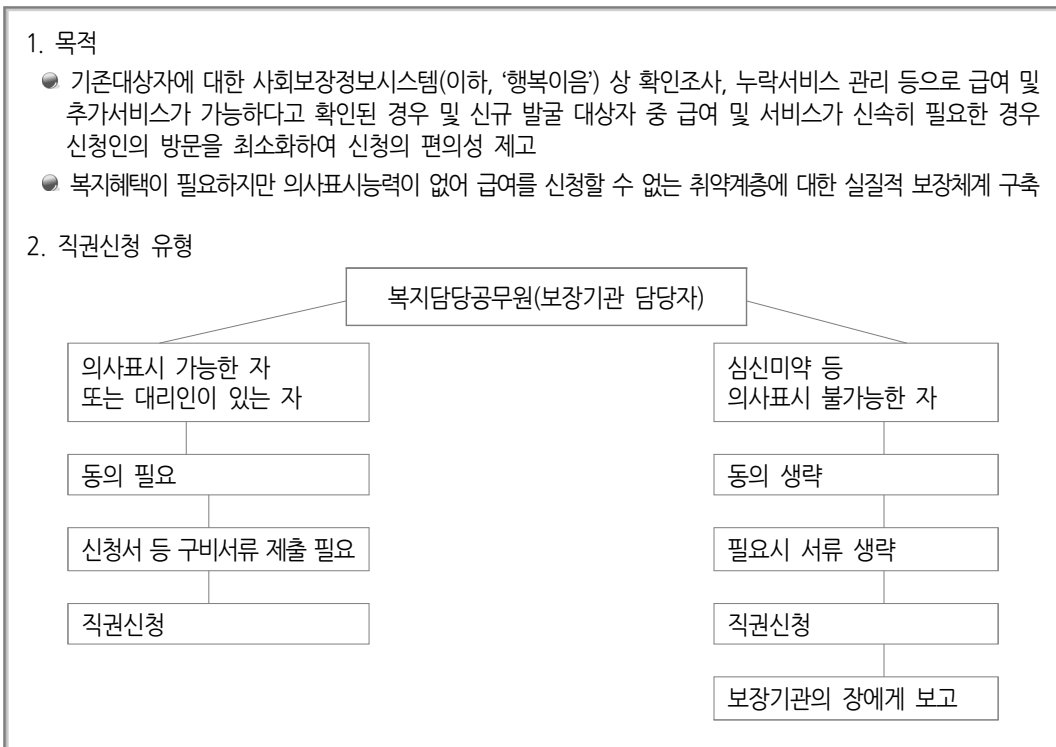 1. 목적
기존대상자에 대한 사회보장정보시스템(이하, ‘행복이음’) 상 확인조사, 누락서비스 관리 등으로 급여 및
추가서비스가 가능하다고 확인된 경우 및 신규 발굴 대상자 중 급여 및 서비스가 신속히 필요한 경우
신청인의 방문을 최소화하여 신청의 편의성 제고
복지혜택이 필요하지만 의사표시능력이 없어 급여를 신청할 수 없는 취약계층에 대한 실질적 보장체계 구축
2. 직권신청 유형
복지담당공무원(보장기관 담당자)
의사표시 가능한 자
또는 대리인이 있는 자
동의 필요
신청서 등 구비서류 제출 필요
직권신청
심신미약 등
의사표시 불가능한 자
동의 생략
필요시 서류 생략
직권신청
보장기관의 장에게 보고